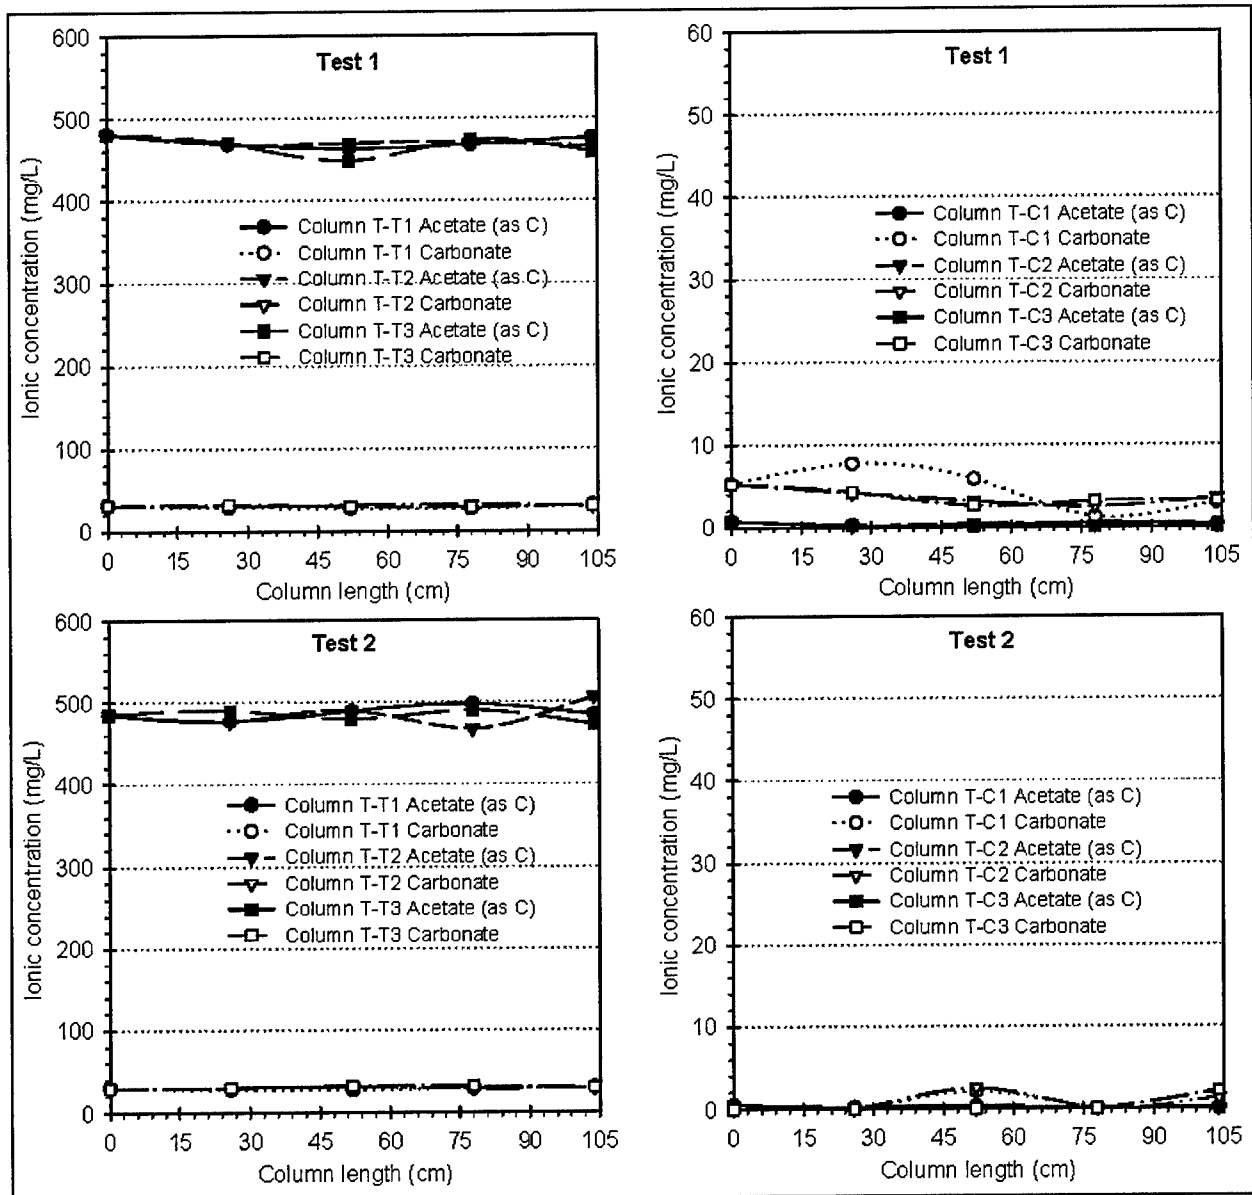 Test 1
Ionic concentration (mg/L)
600
500
400
300
200
100
0
Column T-T1 Acetate (as C)
Column T-T1 Carbonate
Column T-T2 Acetate (as C)
Column T-T2 Carbonate
Column T-T3 Acetate (as C)
Column T-T3 Carbonate
0 15 30 45 60 75 90 105
Column length (cm)
Test 1
Ionic concentration (mg/L)
60
50
40
30
20
10
0
Column T-C1 Acetate (as C)
Column T-C1 Carbonate
Column T-C2 Acetate (as C)
Column T-C2 Carbonate
Column T-C3 Acetate (as C)
Column T-C3 Carbonate
0 15 30 45 60 75 90 105
Column length (cm)
Test 2
Ionic concentration (mg/L)
600
500
400
300
200
100
0
Column T-T1 Acetate (as C)
Column T-T1 Carbonate
Column T-T2 Acetate (as C)
Column T-T2 Carbonate
Column T-T3 Acetate (as C)
Column T-T3 Carbonate
0 15 30 45 60 75 90 105
Column length (cm)
Test 2
Ionic concentration (mg/L)
60
50
40
30
20
10
0
Column T-C1 Acetate (as C)
Column T-C1 Carbonate
Column T-C2 Acetate (as C)
Column T-C2 Carbonate
Column T-C3 Acetate (as C)
Column T-C3 Carbonate
0 15 30 45 60 75 90 105
Column length (cm)